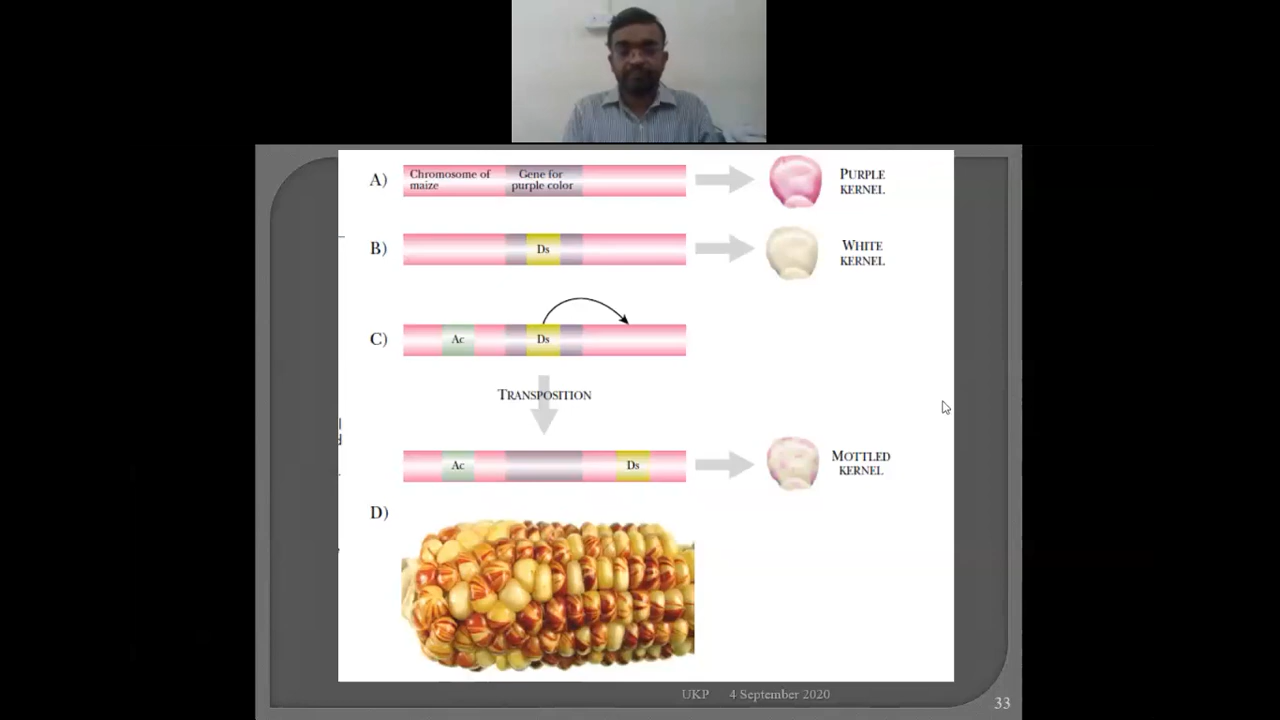 A)
Chromosome of
maize
Gene for
purple color
PURPLE
KERNEL
B)
Ds
WHITE
KERNEL
C)
Ac
Ds
TRANSPOSITION
Ac
Ds
MOTTLED
KERNEL
D)
UKP 4 September 2020
33